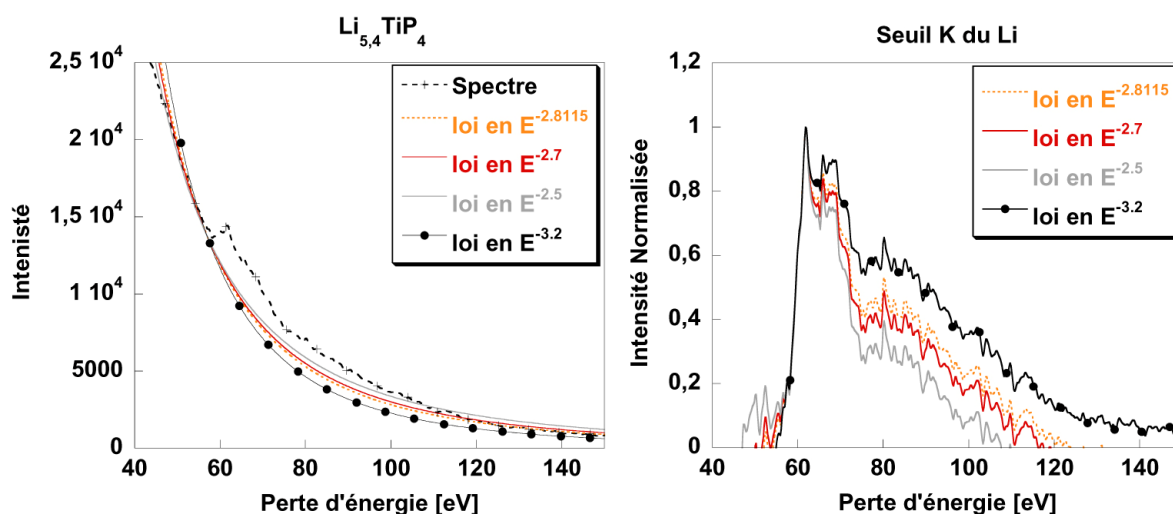 Li5,4TiP4
Intenisté
2,5 10^4
2 10^4
1,5 10^4
1 10^4
5000
0
40
60
80
100
120
140
Perte d'énergie [eV]
Spectre
loi en E^-2.8115
loi en E^-2.7
loi en E^-2.5
loi en E^-3.2
Seuil K du Li
Intensité Normalisée
1,2
1
0,8
0,6
0,4
0,2
0
40
60
80
100
120
140
Perte d'énergie [eV]
loi en E^-2.8115
loi en E^-2.7
loi en E^-2.5
loi en E^-3.2